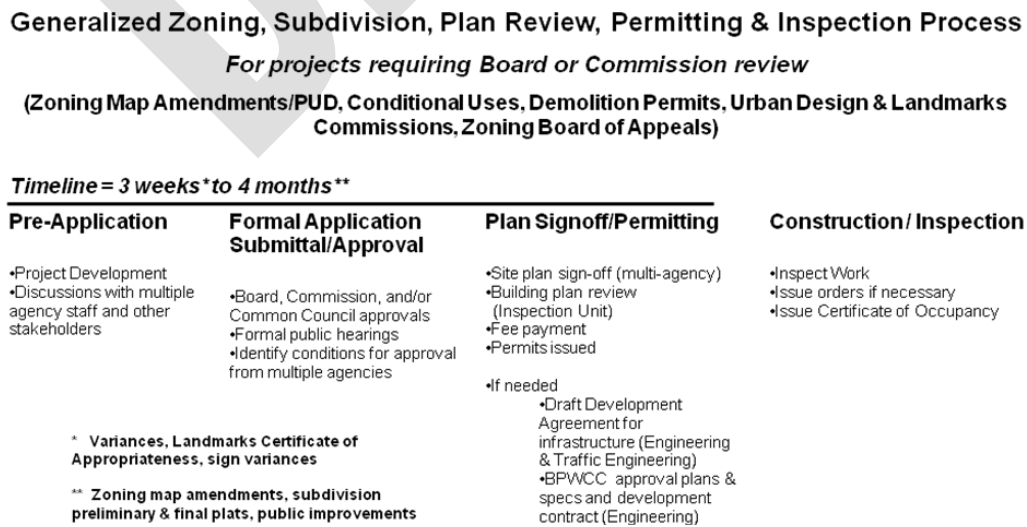 Generalized Zoning, Subdivision, Plan Review, Permitting & Inspection Process
For projects requiring Board or Commission review
(Zoning Map Amendments/PUD, Conditional Uses, Demolition Permits, Urban Design & Landmarks
Commissions, Zoning Board of Appeals)
Timeline = 3 weeks* to 4 months**
Pre-Application
•Project Development
•Discussions with multiple
agency staff and other
stakeholders
Formal Application
Submittal/Approval
•Board, Commission, and/or
Common Council approvals
•Formal public hearings
•Identify conditions for approval
from multiple agencies
Plan Signoff/Permitting
•Site plan sign-off (multi-agency)
•Building plan review
(Inspection Unit)
•Fee payment
•Permits issued
•If needed
•Draft Development
Agreement for
infrastructure (Engineering
& Traffic Engineering)
•BPWCC approval plans &
specs and development
contract (Engineering)
Construction/ Inspection
•Inspect Work
•Issue orders if necessary
•Issue Certificate of Occupancy
* Variances, Landmarks Certificate of
Appropriateness, sign variances
** Zoning map amendments, subdivision
preliminary & final plats, public improvements